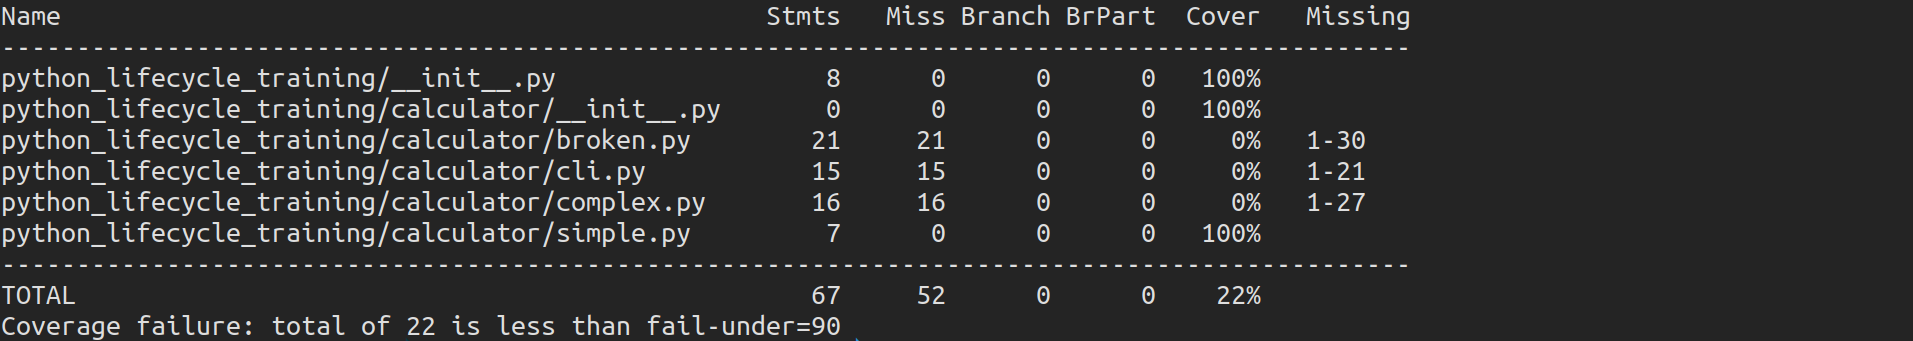 Name                                               Stmts   Miss Branch BrPart  Cover   Missing
----------------------------------------------------------------------------------------------
python_lifecycle_training/__init__.py                  8      0      0      0   100%
python_lifecycle_training/calculator/__init__.py       0      0      0      0   100%
python_lifecycle_training/calculator/broken.py        21     21      0      0     0%   1-30
python_lifecycle_training/calculator/cli.py           15     15      0      0     0%   1-21
python_lifecycle_training/calculator/complex.py       16     16      0      0     0%   1-27
python_lifecycle_training/calculator/simple.py         7      0      0      0   100%
----------------------------------------------------------------------------------------------
TOTAL                                                 67     52      0      0    22%
Coverage failure: total of 22 is less than fail-under=90